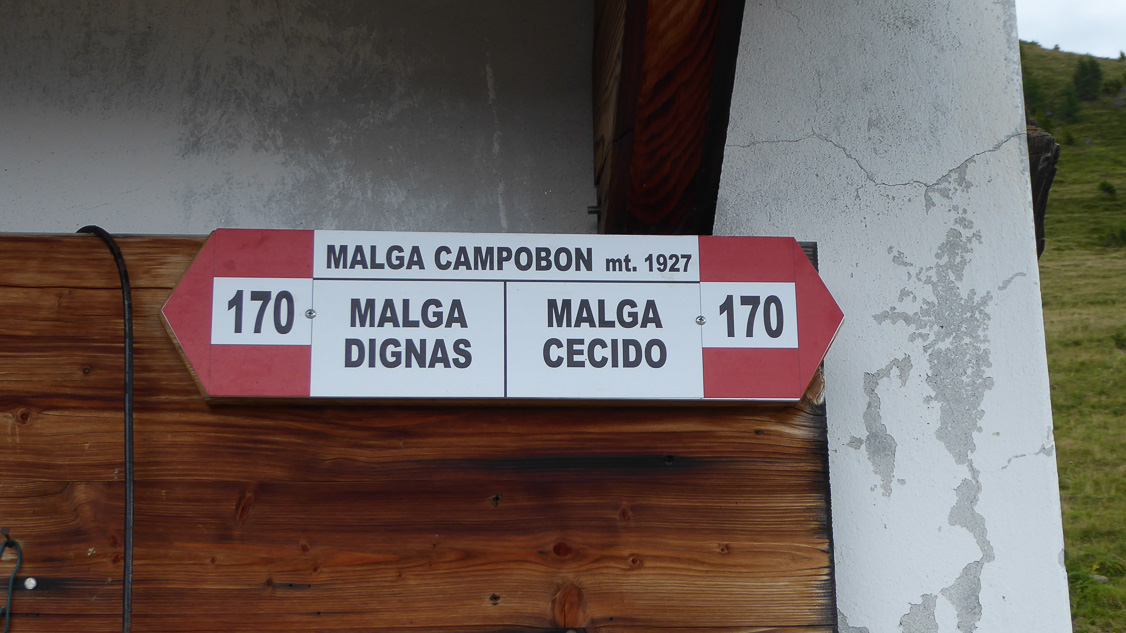 MALGA CAMPOBON mt. 1927
170
MALGA
DIGNAS
MALGA
CECIDO
170